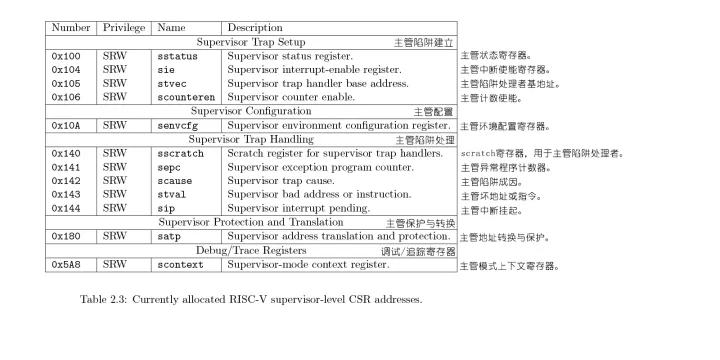 Number Privilege Name Description
Supervisor Trap Setup 主管陷阱建立
0x100 SRW sstatus Supervisor status register. 主管状态寄存器。
0x104 SRW sie Supervisor interrupt-enable register. 主管中断使能寄存器。
0x105 SRW stvec Supervisor trap handler base address. 主管陷阱处理者基地址。
0x106 SRW scounteren Supervisor counter enable. 主管计数使能。
Supervisor Configuration 主管配置
0x10A SRW senvcfg Supervisor environment configuration register. 主管环境配置寄存器。
Supervisor Trap Handling 主管陷阱处理
0x140 SRW sscratch Scratch register for supervisor trap handlers. scratch寄存器，用于主管陷阱处理者。
0x141 SRW sepc Supervisor exception program counter. 主管异常程序计数器。
0x142 SRW scause Supervisor trap cause. 主管陷阱成因。
0x143 SRW stval Supervisor bad address or instruction. 主管坏地址或指令。
0x144 SRW sip Supervisor interrupt pending. 主管中断挂起。
Supervisor Protection and Translation 主管保护与转换
0x180 SRW satp Supervisor address translation and protection. 主管地址转换与保护。
Debug/Trace Registers 调试/追踪寄存器
0x5A8 SRW scontext Supervisor-mode context register. 主管模式上下文寄存器。
Table 2.3: Currently allocated RISC-V supervisor-level CSR addresses.